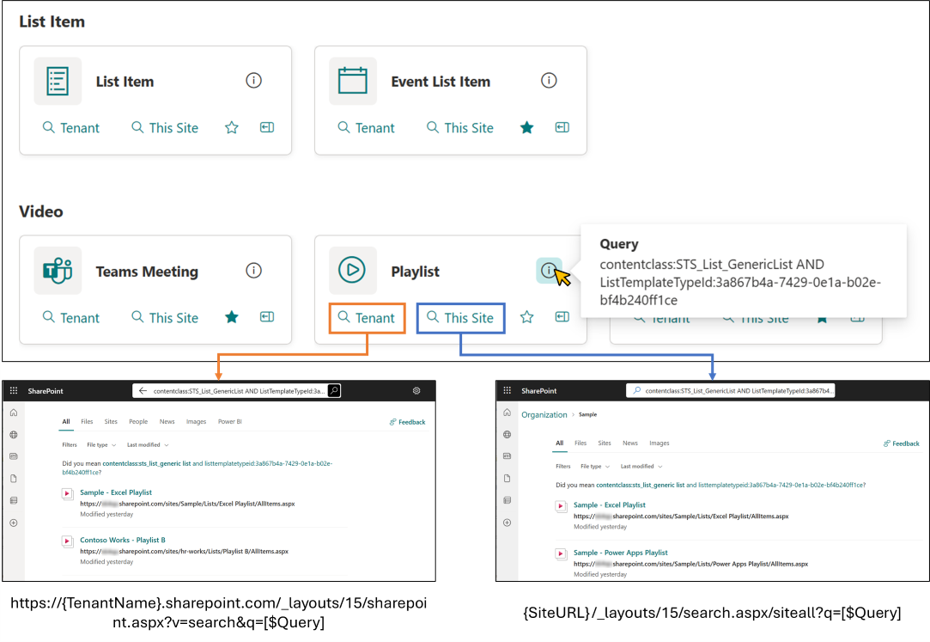 List Item
List Item
Event List Item
Tenant This Site
Tenant This Site
Video
Teams Meeting
Playlist
Tenant This Site
Tenant This Site
Tenant This Site
Query
contentclass:STS_List_GenericList AND
ListTemplateTypeId:3a867b4a-7429-0e1a-b02e-
bf4b240ff1ce
SharePoint
contentclass:STS_List_GenericList AND ListTemplateTypeId:3a...
All Files Sites People News Images Power BI
Feedback
Filters File type Last modified
Did you mean contentclass:sts_list_generic list and listtemplatetypeid:3a867b4a-7429-0e1a-b02e-
bf4b240ff1ce?
Sample - Excel Playlist
https:// .sharepoint.com/sites/Sample/Lists/Excel Playlist/AllItems.aspx
Modified yesterday
Contoso Works - Playlist B
https:// .sharepoint.com/sites/hr-works/Lists/Playlist B/AllItems.aspx
Modified yesterday
SharePoint
contentclass:STS_List_GenericList AND ListTemplateTypeId:3a867b4
Organization > Sample
All Files Sites News Images
Feedback
Filters File type Last modified
Did you mean contentclass:sts_list_generic list and listtemplatetypeid:3a867b4a-7429-0e1a-b02e-bf4b240ff1ce?
Sample - Excel Playlist
https:// .sharepoint.com/sites/Sample/Lists/Excel Playlist/AllItems.aspx
Modified yesterday
Sample - Power Apps Playlist
https:// .sharepoint.com/sites/Sample/Lists/Power Apps Playlist/AllItems.aspx
Modified yesterday
https://{TenantName}.sharepoint.com/_layouts/15/sharepoi
nt.aspx?v=search&q=[$Query]
{SiteURL}/_layouts/15/search.aspx/siteall?q=[$Query]